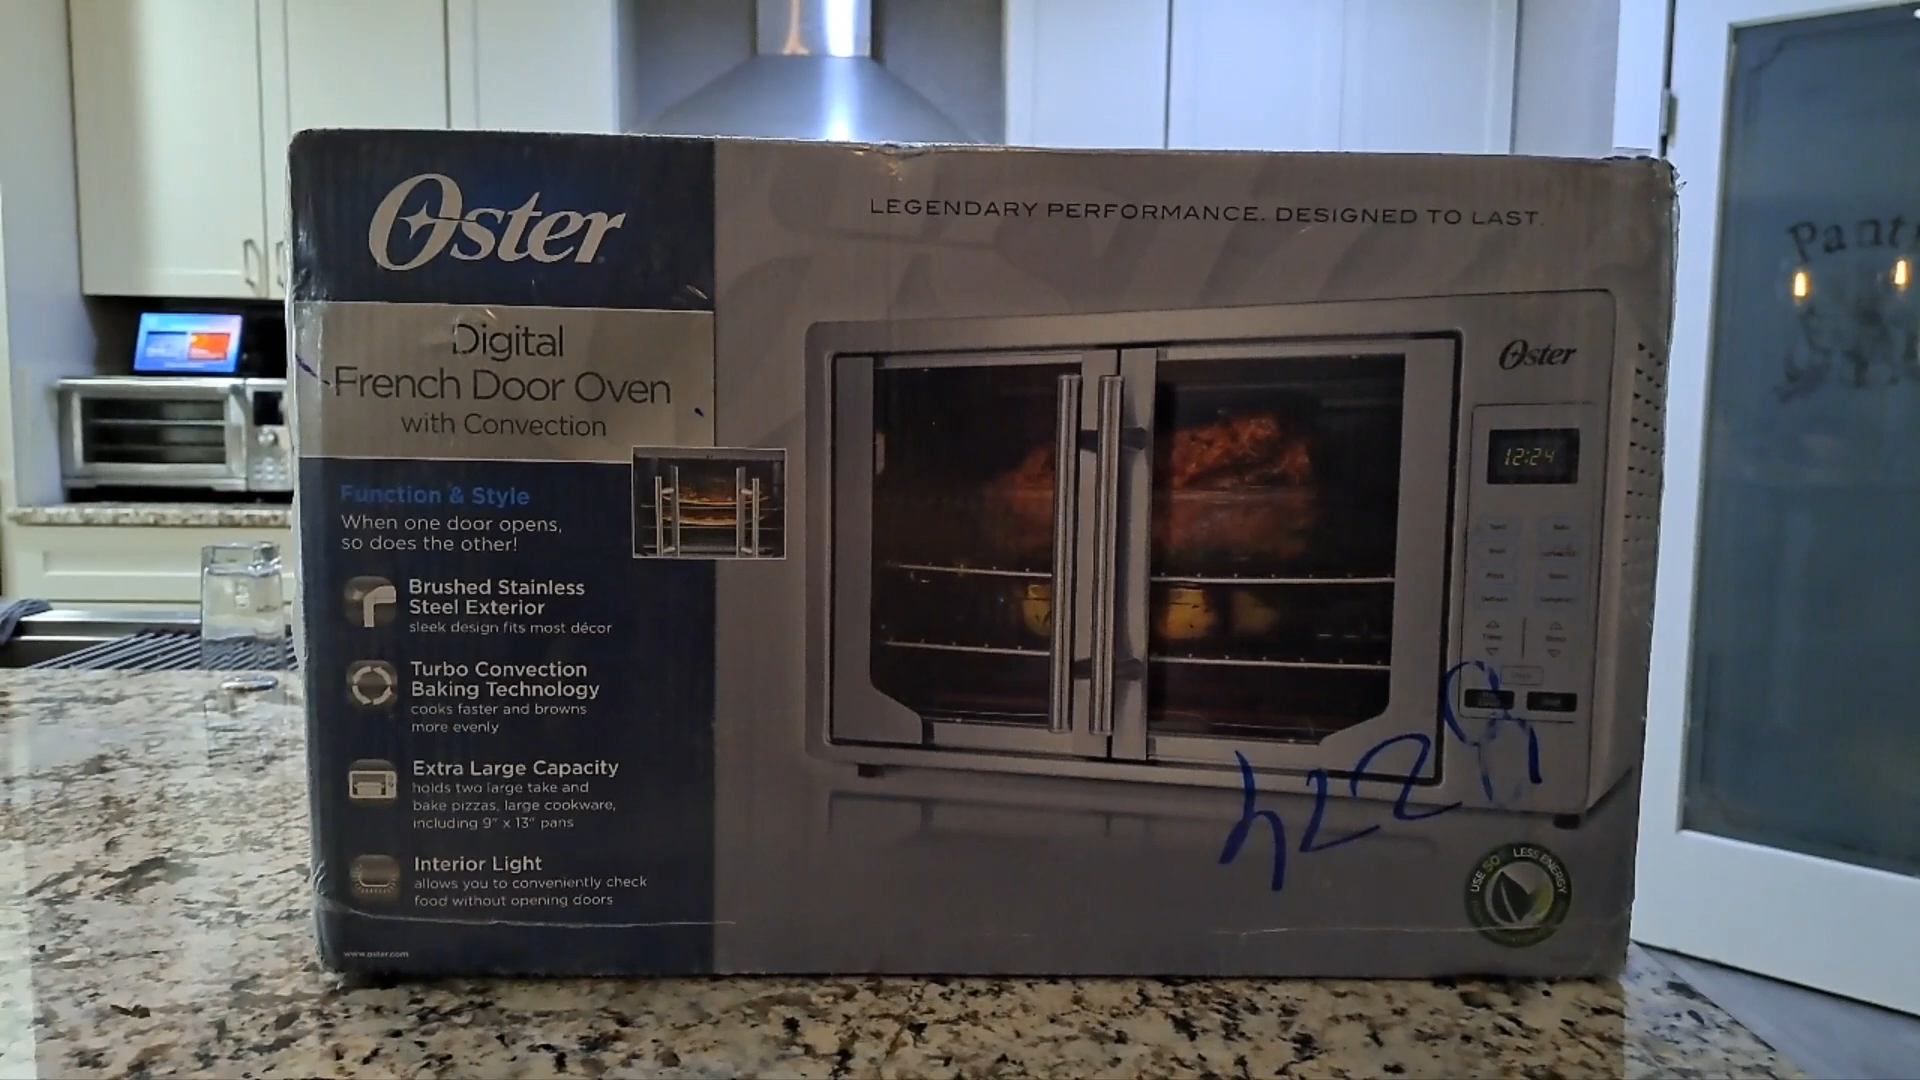 Oster
LEGENDARY PERFORMANCE. DESIGNED TO LAST.
Digital
French Door Oven
with Convection
Function & Style
When one door opens,
so does the other!
Brushed Stainless
Steel Exterior
sleek design fits most décor
Turbo Convection
Baking Technology
cooks faster and browns
more evenly
Extra Large Capacity
holds two large take and
bake pizzas, large cookware,
including 9" x 13" pans
Interior Light
allows you to conveniently check
food without opening doors
www.oster.com
Oster
12:24
Time
USE SO LESS ENERGY